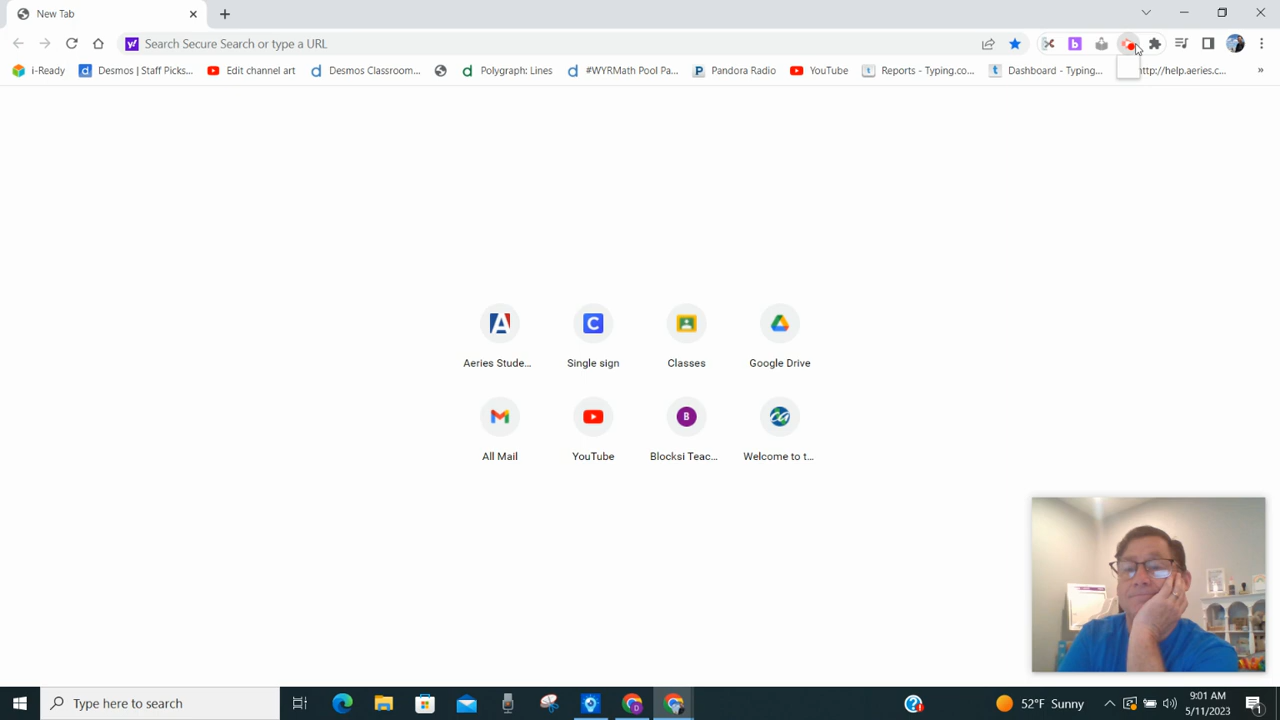 New Tab
Search Secure Search or type a URL
i-Ready
Desmos | Staff Picks...
Edit channel art
Desmos Classroom...
Polygraph: Lines
#WYRMath Pool Pa...
Pandora Radio
YouTube
Reports - Typing.co...
Dashboard - Typing...
http://help.aeries.c...
»
Aeries Stude...
Single sign
Classes
Google Drive
All Mail
YouTube
Blocksi Teac...
Welcome to t...
Type here to search
52°F Sunny
9:01 AM
5/11/2023